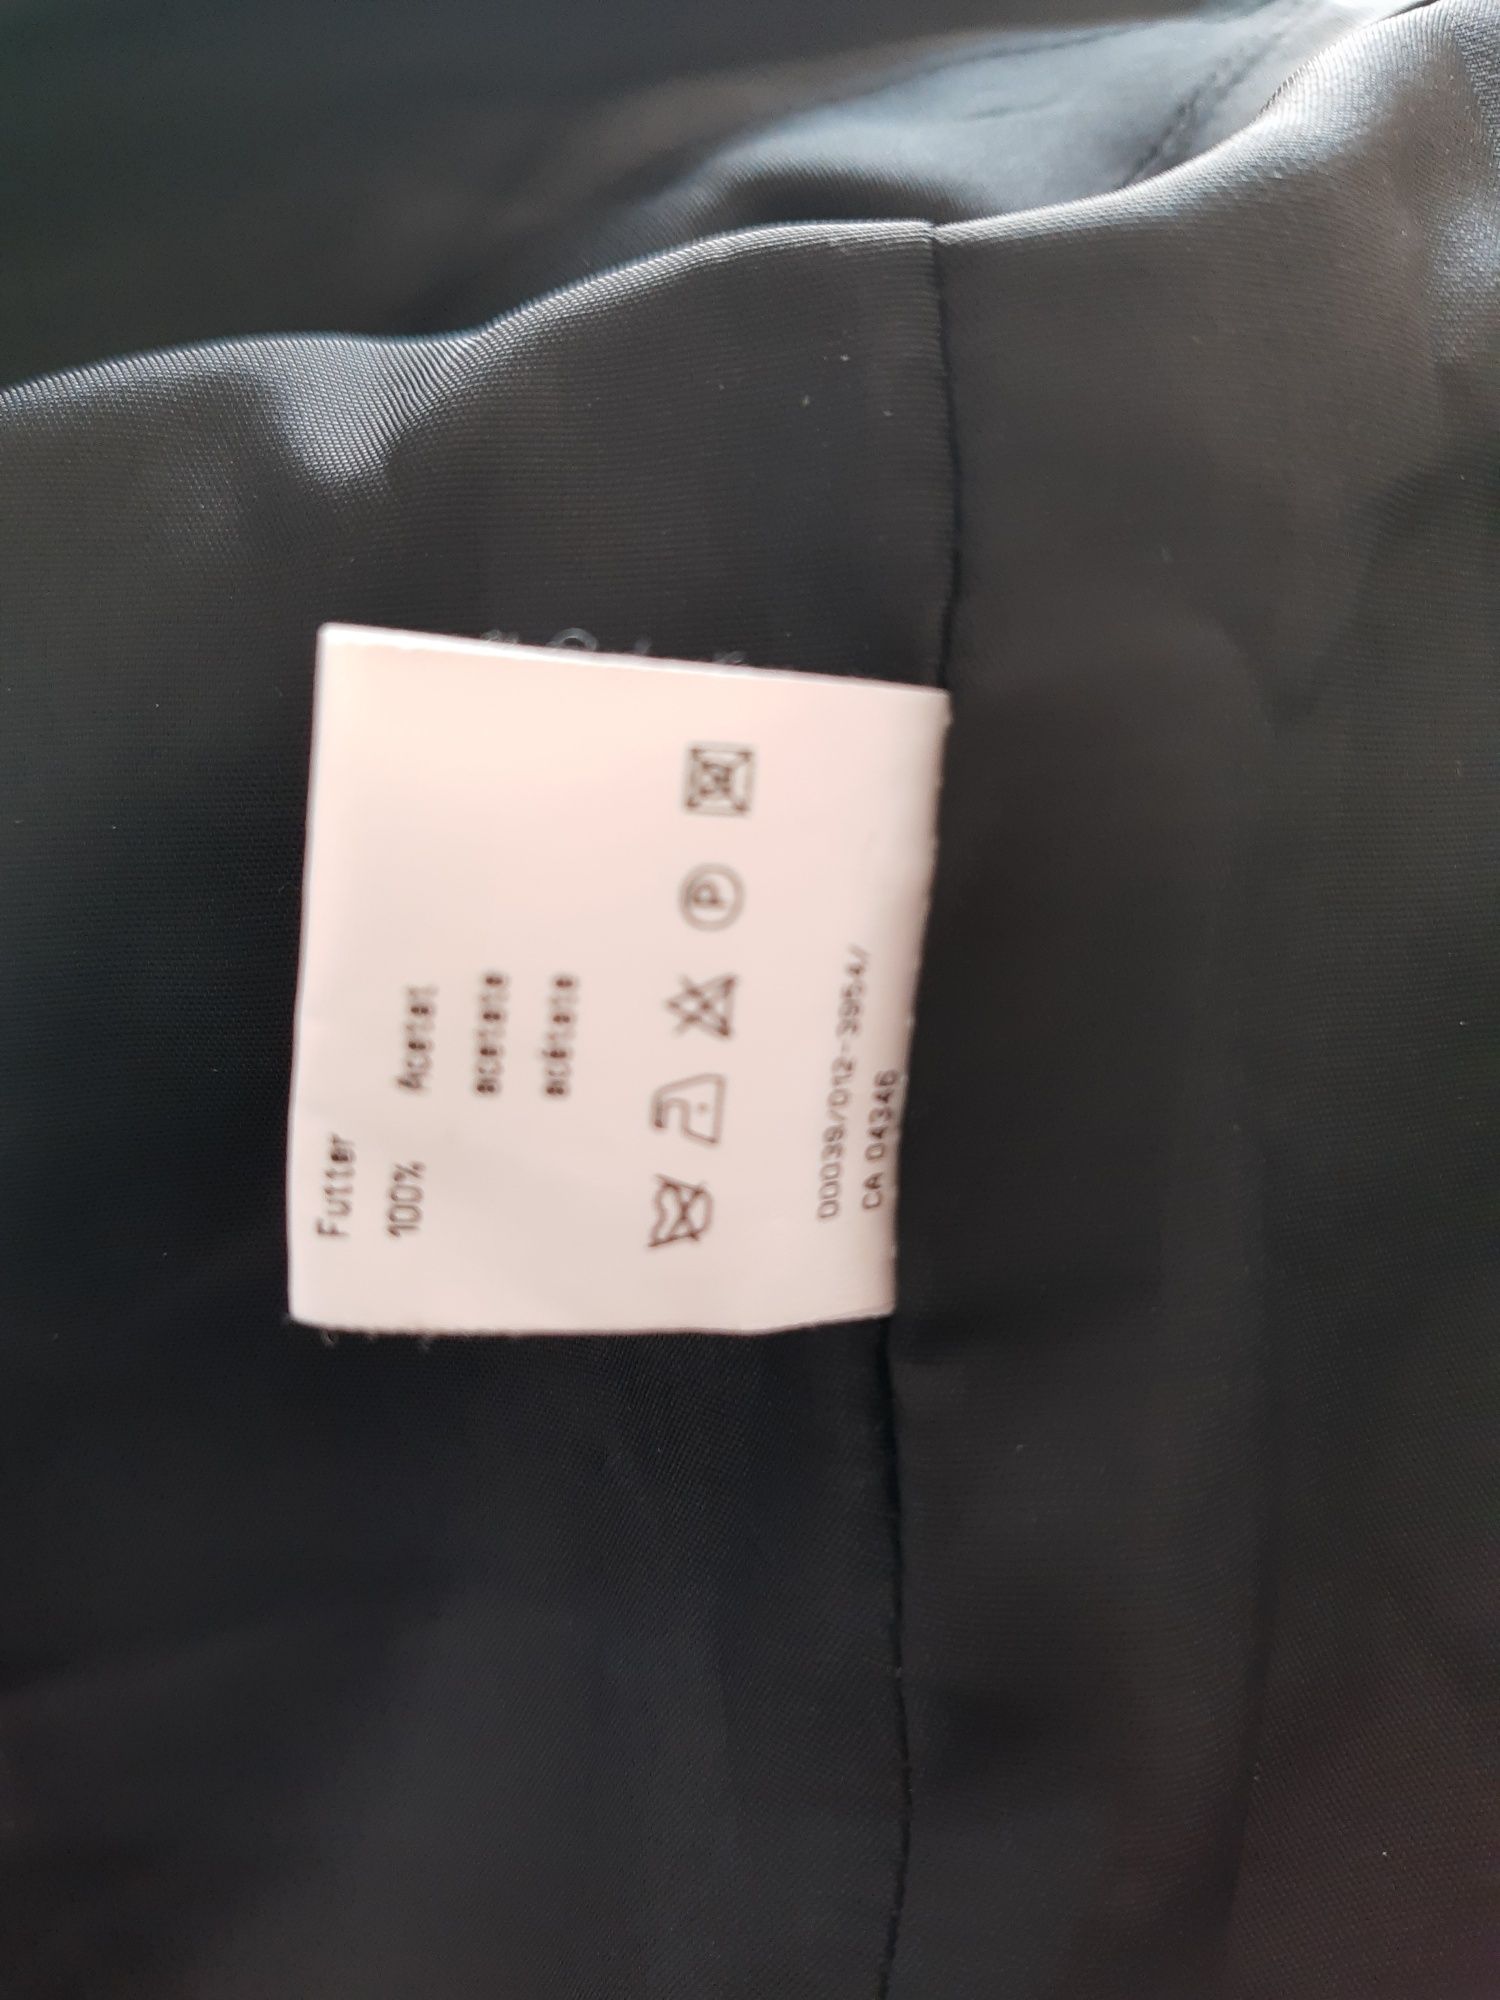 Futter
100% Acetat
acetate
acétate
P
00039/012-3954/
CA 04346